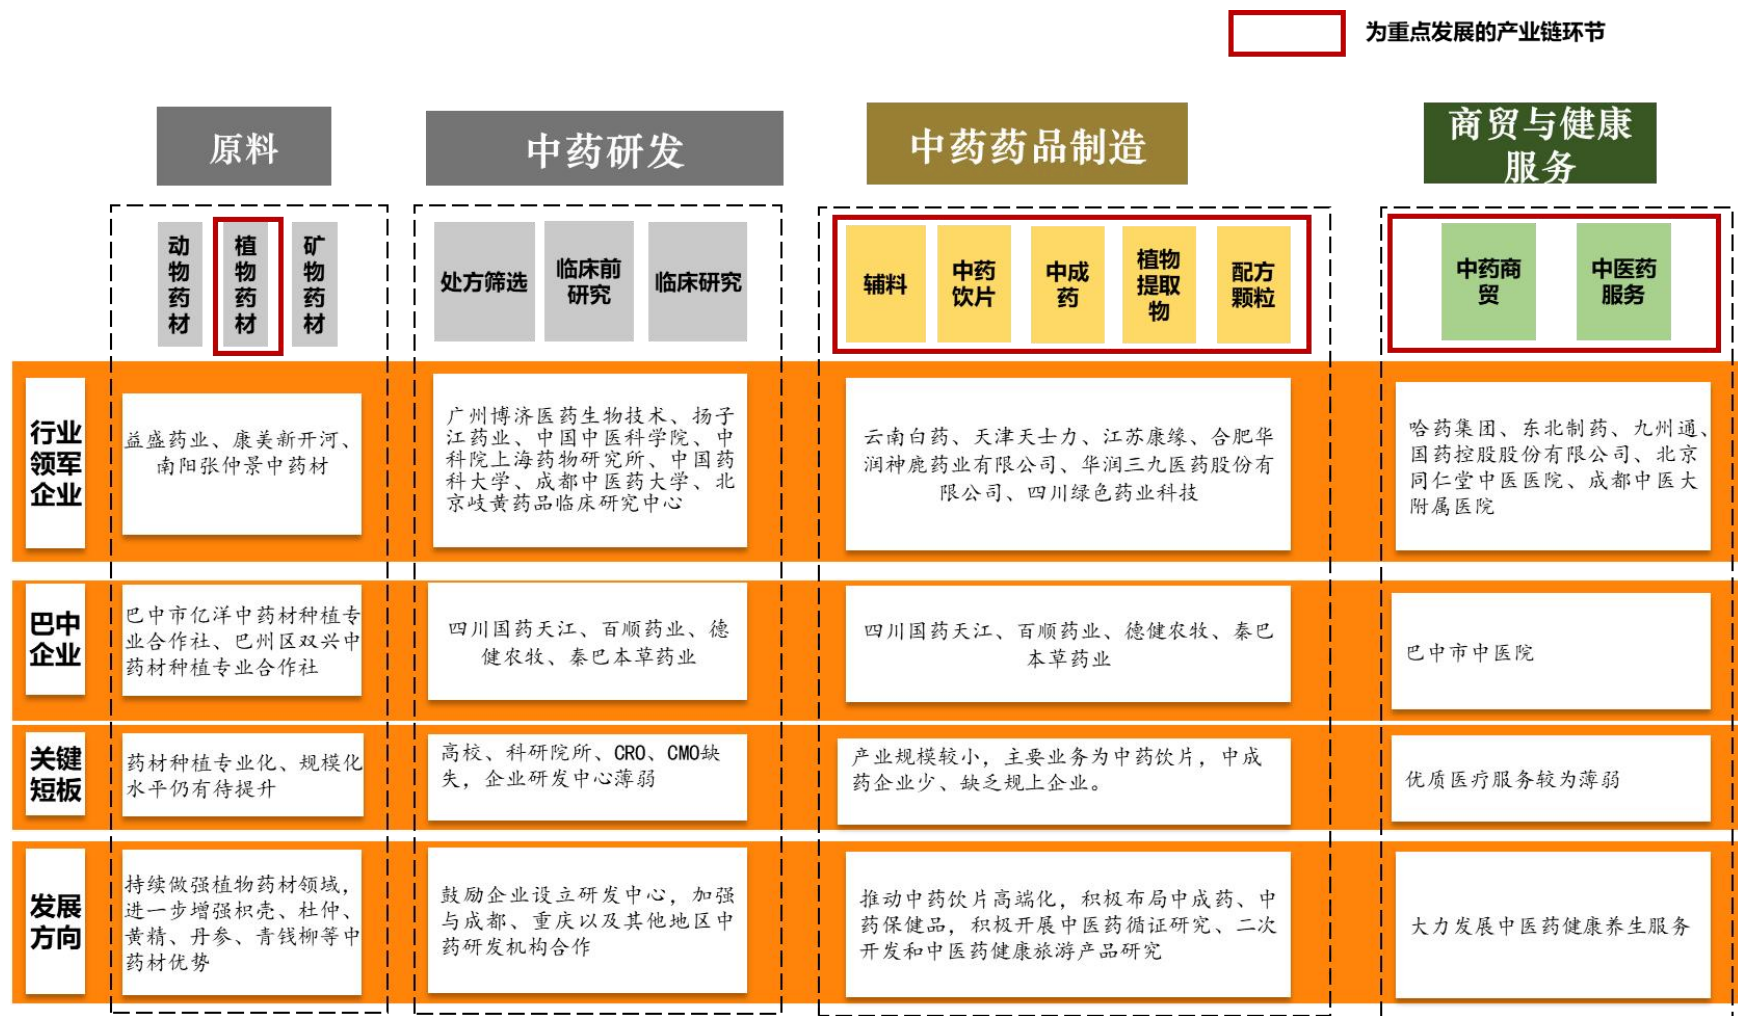 为重点发展的产业链环节
原料
中药研发
中药药品制造
商贸与健康
服务
动物药材
植物药材
矿物药材
处方筛选
临床前
研究
临床研究
辅料
中药
饮片
中成
药
植物
提取
物
配方
颗粒
中药商
贸
中医药
服务
行业
领军
企业
益盛药业、康美新开河、
南阳张仲景中药材
广州博济医药生物技术、扬子
江药业、中国中医科学院、中
科院上海药物研究所、中国药
科大学、成都中医药大学、北
京岐黄药品临床研究中心
云南白药、天津天士力、江苏康缘、合肥华
润神鹿药业有限公司、华润三九医药股份有
限公司、四川绿色药业科技
哈药集团、东北制药、九州通、
国药控股股份有限公司、北京
同仁堂中医医院、成都中医大
附属医院
巴中
企业
巴中市亿洋中药材种植专
业合作社、巴州区双兴中
药材种植专业合作社
四川国药天江、百顺药业、德
健农牧、秦巴本草药业
四川国药天江、百顺药业、德健农牧、秦巴
本草药业
巴中市中医院
关键
短板
药材种植专业化、规模化
水平仍有待提升
高校、科研院所、CRO、CMO缺
失，企业研发中心薄弱
产业规模较小，主要业务为中药饮片，中成
药企业少、缺乏规上企业。
优质医疗服务较为薄弱
发展
方向
持续做强植物药材领域，
进一步增强枳壳、杜仲、
黄精、丹参、青钱柳等中
药材优势
鼓励企业设立研发中心，加强
与成都、重庆以及其他地区中
药研发机构合作
推动中药饮片高端化，积极布局中成药、中
药保健品，积极开展中医药循证研究、二次
开发和中医药健康旅游产品研究
大力发展中医药健康养生服务